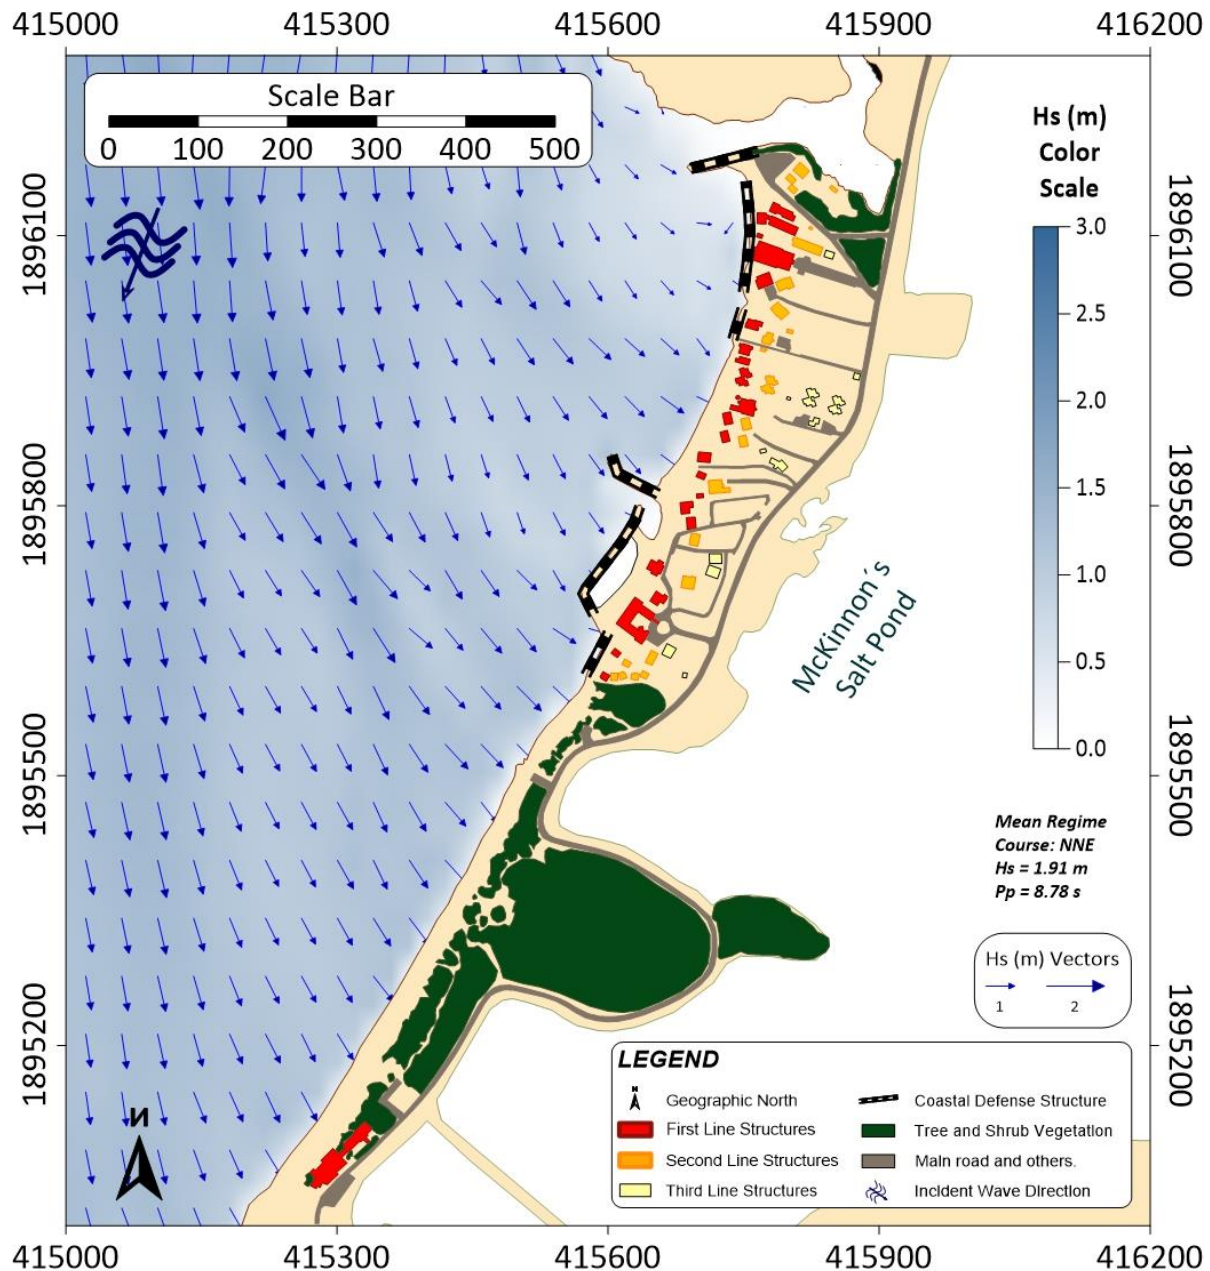 415000 415300 415600 415900 416200
Scale Bar
0 100 200 300 400 500
Hs (m)
Color
Scale
3.0
2.5
2.0
1.5
1.0
0.5
0.0
1896100
1895800
1895500
1895200
1896100
1895800
1895500
1895200
McKinnon´s
Salt Pond
Mean Regime
Course: NNE
Hs = 1.91 m
Pp = 8.78 s
Hs (m) Vectors
1 2
N
LEGEND
N
Geographic North
First Line Structures
Second Line Structures
Third Line Structures
Coastal Defense Structure
Tree and Shrub Vegetation
Main road and others.
Incident Wave Direction
415000 415300 415600 415900 416200